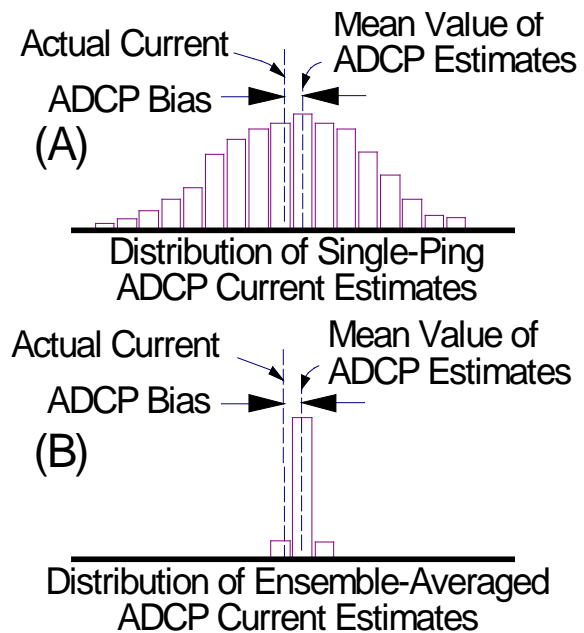 Actual Current
Mean Value of
ADCP Estimates
ADCP Bias
(A)
Distribution of Single-Ping
ADCP Current Estimates
Actual Current
Mean Value of
ADCP Estimates
ADCP Bias
(B)
Distribution of Ensemble-Averaged
ADCP Current Estimates